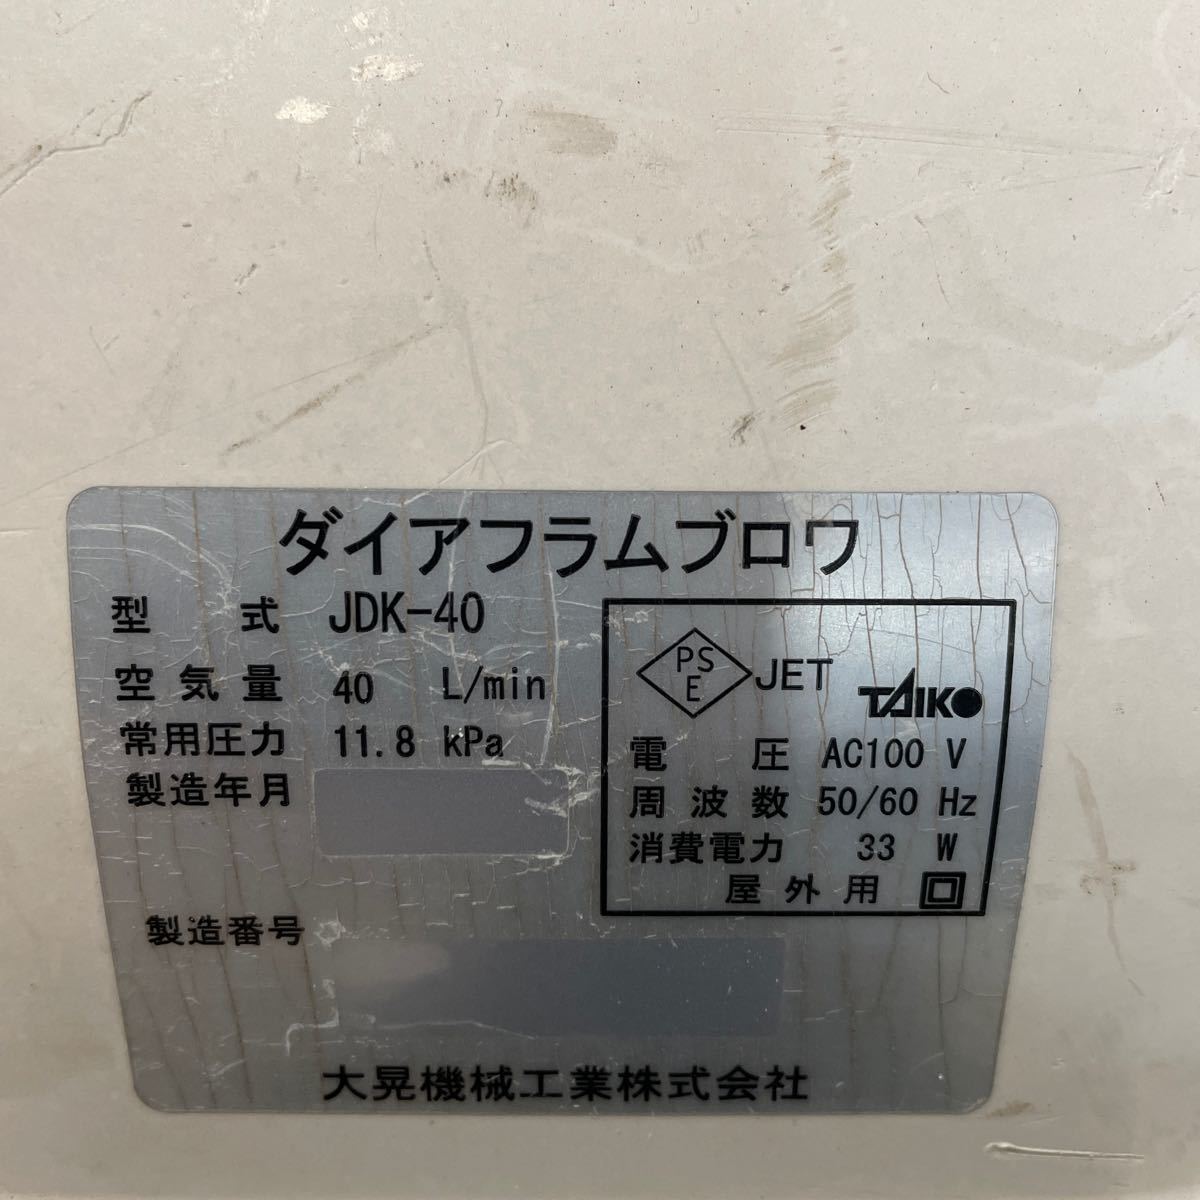 ダイアフラムブロワ
型 式 JDK-40
空気量 40 L/min
常用圧力 11.8 kPa
製造年月
製造番号
PS
E
JET TAIKO
電 圧 AC100 V
周波数 50/60 Hz
消費電力 33 W
屋外用
大晃機械工業株式会社